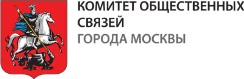 КОМИТЕТ ОБЩЕСТВЕННЫХ
СВЯЗЕЙ
ГОРОДА МОСКВЫ